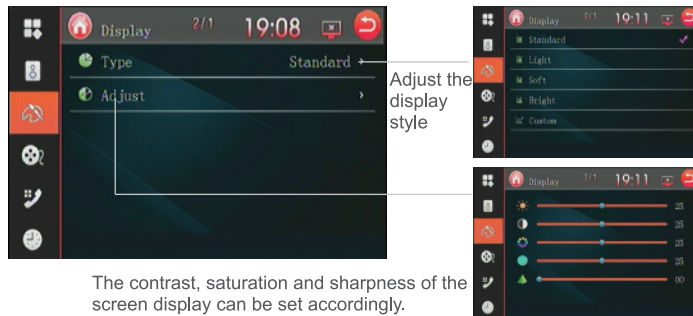 Display 2/1 19:08
Type Standard
Adjust
Adjust the
display
style
Display 2/1 19:11
Standard
Light
Soft
Bright
Custom
Display 2/1 19:11
25
25
25
25
00
The contrast, saturation and sharpness of the
screen display can be set accordingly.